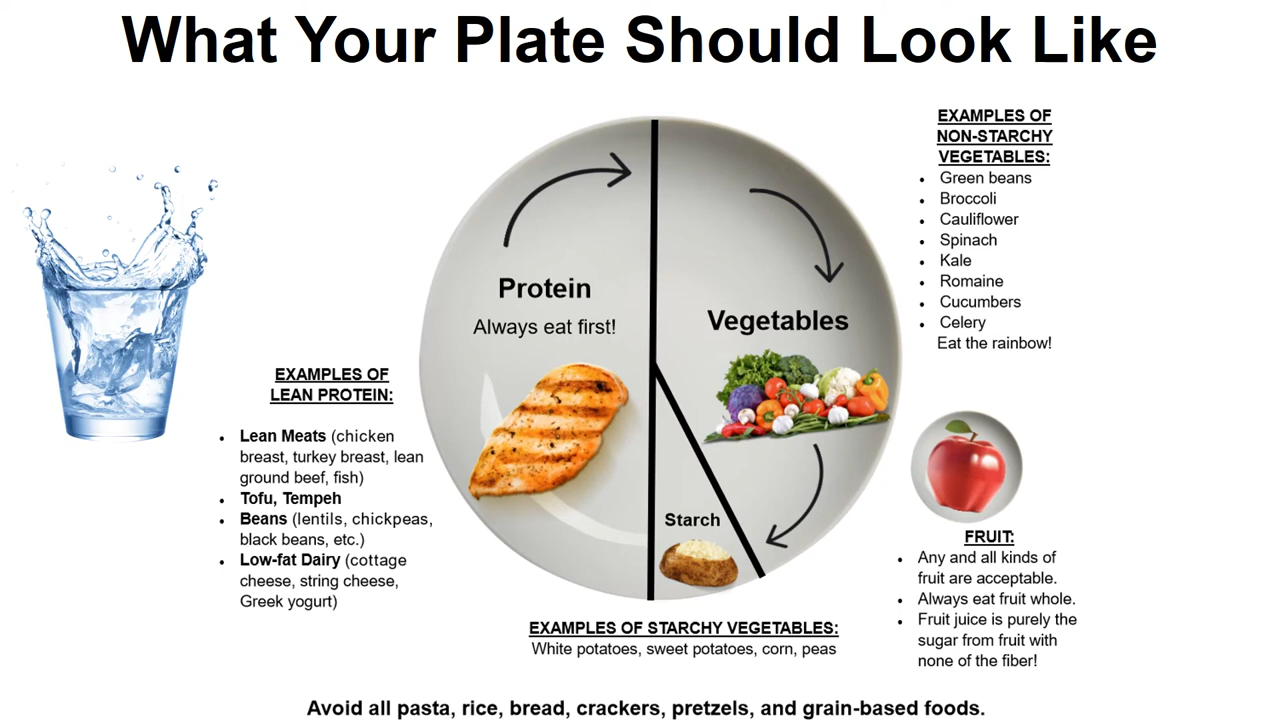 What Your Plate Should Look Like
EXAMPLES OF
LEAN PROTEIN:
• Lean Meats (chicken
breast, turkey breast, lean
ground beef, fish)
• Tofu, Tempeh
• Beans (lentils, chickpeas,
black beans, etc.)
• Low-fat Dairy (cottage
cheese, string cheese,
Greek yogurt)
Protein
Always eat first!
Vegetables
Starch
EXAMPLES OF STARCHY VEGETABLES:
White potatoes, sweet potatoes, corn, peas
EXAMPLES OF
NON-STARCHY
VEGETABLES:
• Green beans
• Broccoli
• Cauliflower
• Spinach
• Kale
• Romaine
• Cucumbers
• Celery
Eat the rainbow!
FRUIT:
• Any and all kinds of
fruit are acceptable.
• Always eat fruit whole.
• Fruit juice is purely the
sugar from fruit with
none of the fiber!
Avoid all pasta, rice, bread, crackers, pretzels, and grain-based foods.